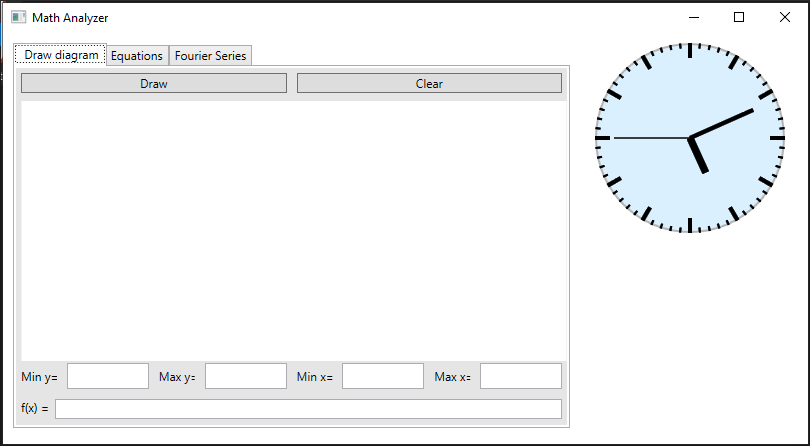 Math Analyzer
Draw diagram Equations Fourier Series
Draw Clear
Min y= Max y= Min x= Max x=
f(x) =